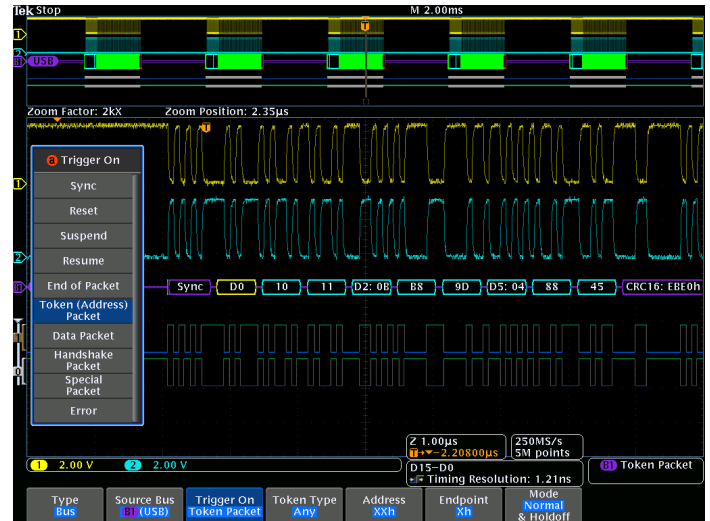 Tek Stop
M 2.00ms
T
1
2
B1 USB
Zoom Factor: 2kX
Zoom Position: 2.35µs
T
a Trigger On
Sync
Reset
Suspend
Resume
End of Packet
Token (Address)
Packet
Data Packet
Handshake
Packet
Special
Packet
Error
1
2
B1
Sync D0 10 11 D2: 0B B8 9D D5: 04 88 45 CRC16: EBE0h
1 2.00 V
2 2.00 V
Z 1.00µs
T→▼-2.20800µs
250MS/s
5M points
D15-D0
Timing Resolution: 1.21ns
B1 Token Packet
Type
Bus
Source Bus
B1 (USB)
Trigger On
Token Packet
Token Type
Any
Address
XXh
Endpoint
Xh
Mode
Normal
& Holdoff